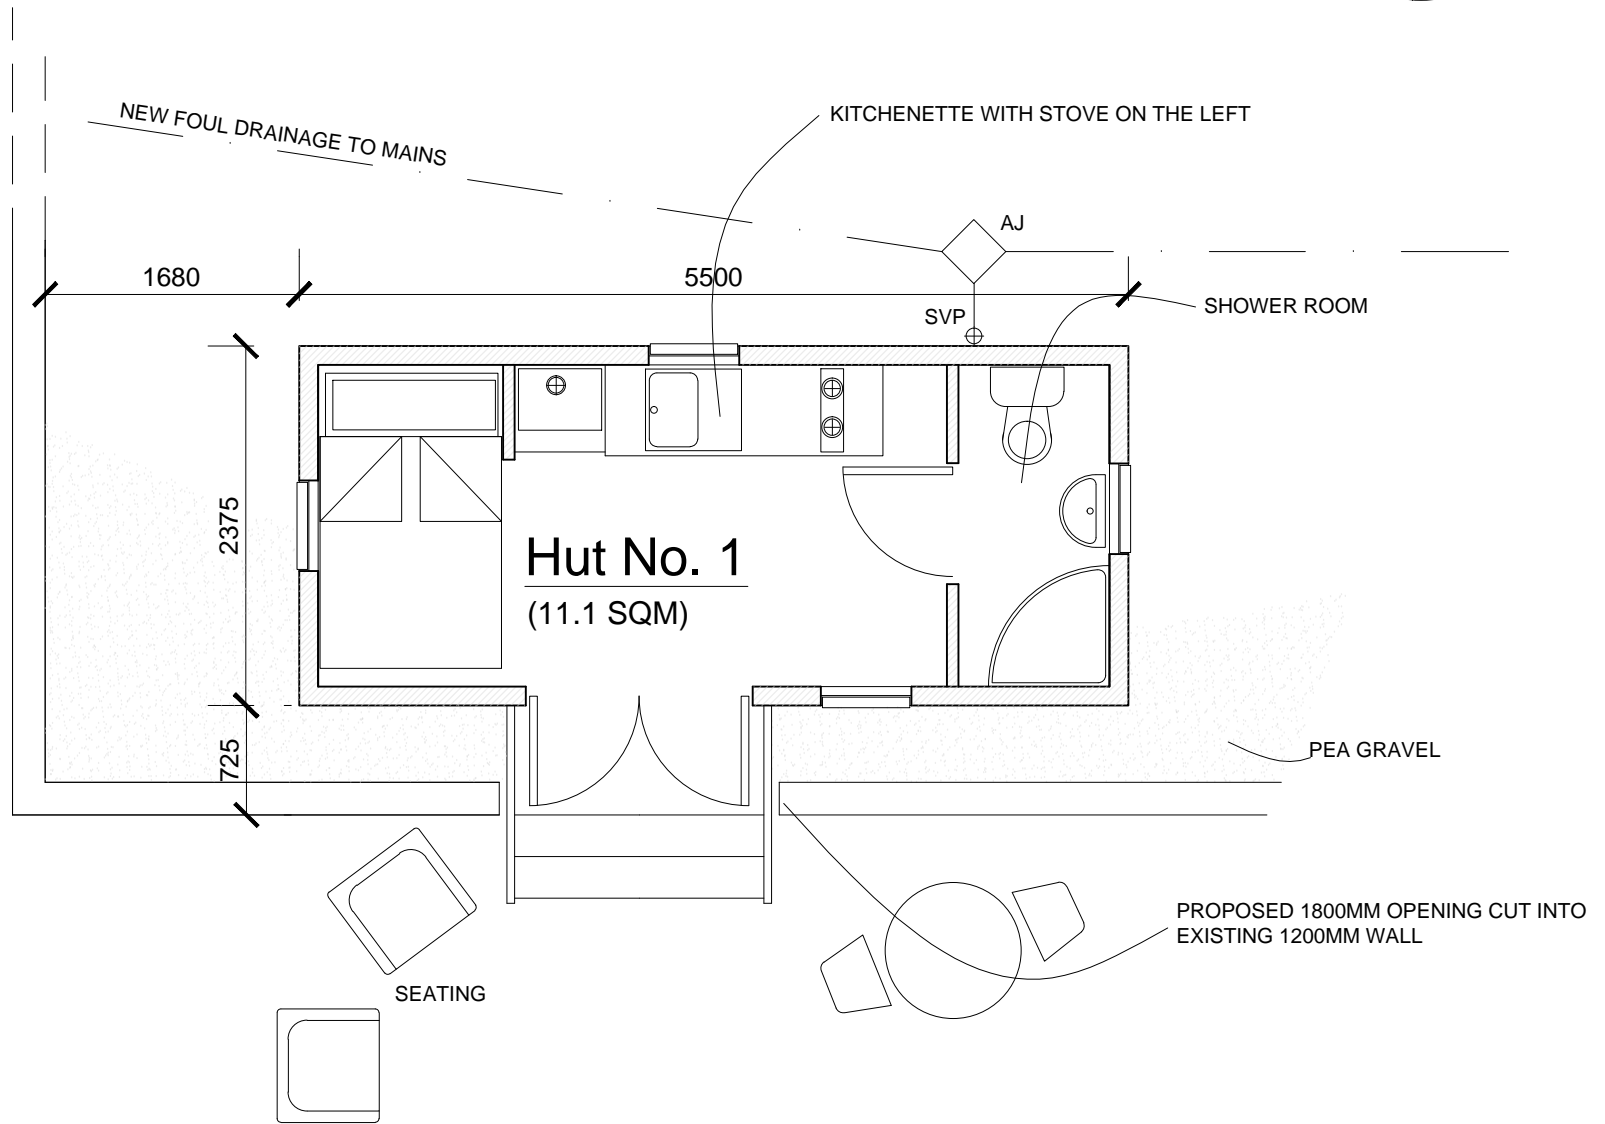 NEW FOUL DRAINAGE TO MAINS
KITCHENETTE WITH STOVE ON THE LEFT
AJ
1680
5500
SHOWER ROOM
SVP
2375
Hut No. 1
(11.1 SQM)
725
PEA GRAVEL
PROPOSED 1800MM OPENING CUT INTO
EXISTING 1200MM WALL
SEATING